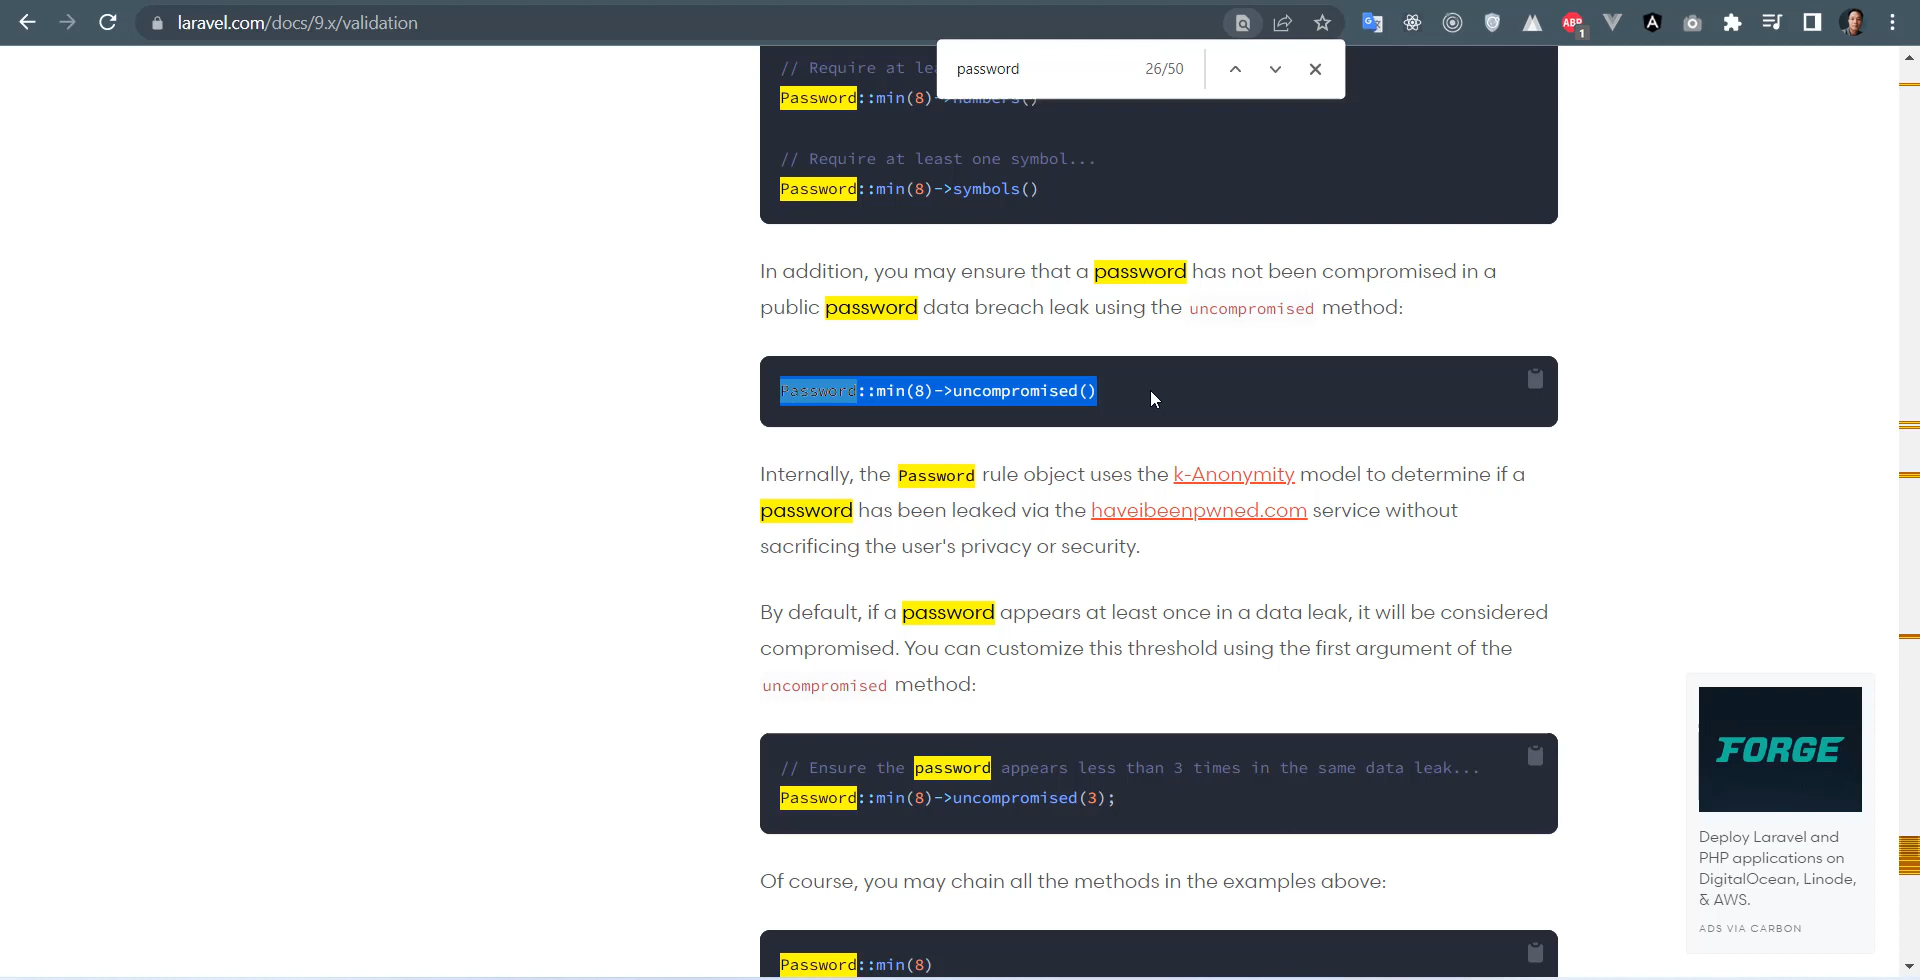 laravel.com/docs/9.x/validation
ABP
1
password 26/50
// Require at lea
Password::min(8)->numbers()
// Require at least one symbol...
Password::min(8)->symbols()
In addition, you may ensure that a password has not been compromised in a
public password data breach leak using the uncompromised method:
Password::min(8)->uncompromised()
Internally, the Password rule object uses the k-Anonymity model to determine if a
password has been leaked via the haveibeenpwned.com service without
sacrificing the user's privacy or security.
By default, if a password appears at least once in a data leak, it will be considered
compromised. You can customize this threshold using the first argument of the
uncompromised method:
// Ensure the password appears less than 3 times in the same data leak...
Password::min(8)->uncompromised(3);
FORGE
Deploy Laravel and
PHP applications on
DigitalOcean, Linode,
& AWS.
ADS VIA CARBON
Of course, you may chain all the methods in the examples above:
Password::min(8)